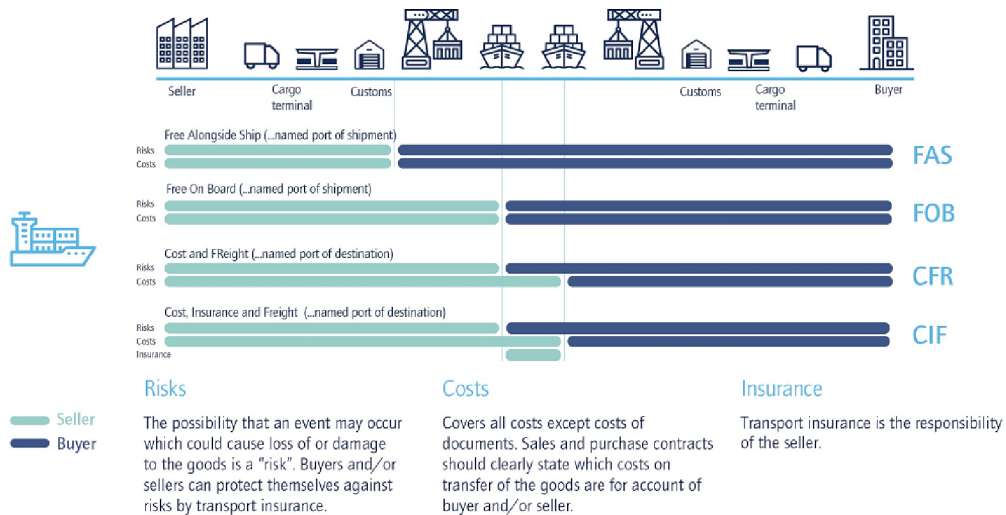 Seller
Cargo
terminal
Customs
Customs
Cargo
terminal
Buyer
Free Alongside Ship (...named port of shipment)
Risks
Costs
FAS
Free On Board (...named port of shipment)
Risks
Costs
FOB
Cost and FReight (...named port of destination)
Risks
Costs
CFR
Cost, Insurance and Freight (...named port of destination)
Risks
Costs
Insurance
CIF
Seller
Buyer
Risks
The possibility that an event may occur
which could cause loss of or damage
to the goods is a "risk". Buyers and/or
sellers can protect themselves against
risks by transport insurance.
Costs
Covers all costs except costs of
documents. Sales and purchase contracts
should clearly state which costs on
transfer of the goods are for account of
buyer and/or seller.
Insurance
Transport insurance is the responsibility
of the seller.